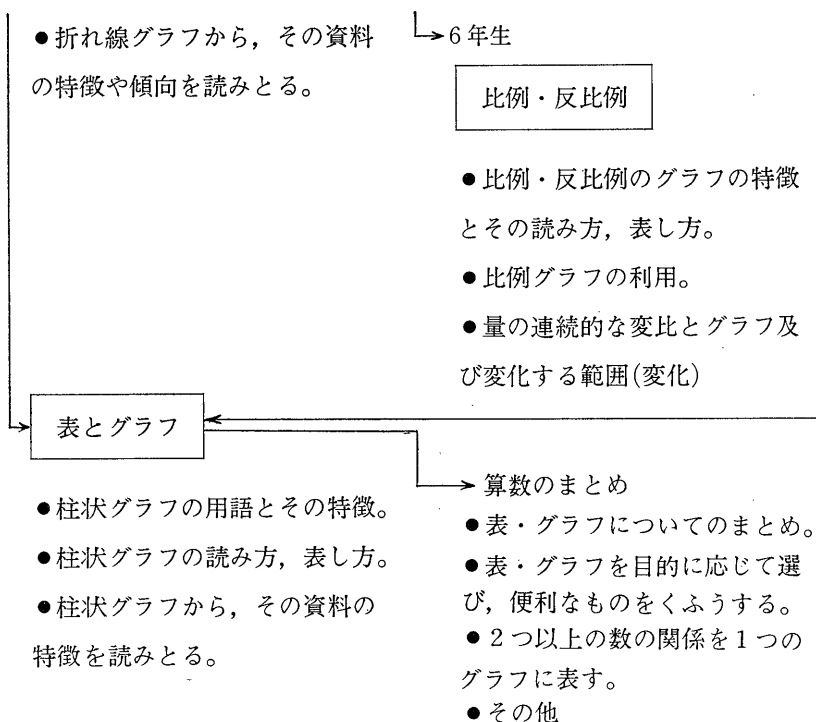 ●折れ線グラフから，その資料
の特徴や傾向を読みとる。
6年生
比例・反比例
●比例・反比例のグラフの特徴
とその読み方，表し方。
●比例グラフの利用。
●量の連続的な変比とグラフ及
び変化する範囲(変化)
表とグラフ
●柱状グラフの用語とその特徴。
●柱状グラフの読み方，表し方。
●柱状グラフから，その資料の
特徴を読みとる。
算数のまとめ
●表・グラフについてのまとめ。
●表・グラフを目的に応じて選
び，便利なものをくふうする。
●２つ以上の数の関係を１つの
グラフに表す。
●その他